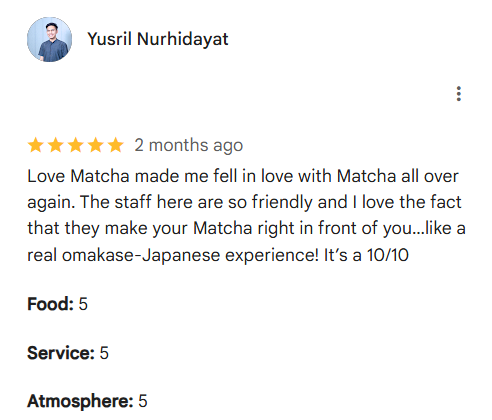 Yusril Nurhidayat
2 months ago
Love Matcha made me fell in love with Matcha all over
again. The staff here are so friendly and I love the fact
that they make your Matcha right in front of you...like a
real omakase-Japanese experience! It’s a 10/10
Food: 5
Service: 5
Atmosphere: 5